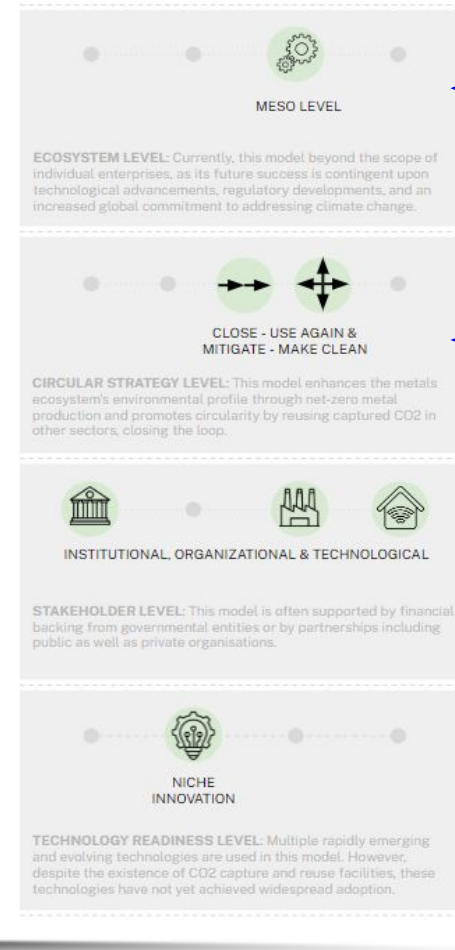 MESO LEVEL
ECOSYSTEM LEVEL: Currently, this model beyond the scope of
individual enterprises, as its future success is contingent upon
technological advancements, regulatory developments, and an
increased global commitment to addressing climate change.
CLOSE - USE AGAIN &
MITIGATE - MAKE CLEAN
CIRCULAR STRATEGY LEVEL: This model enhances the metals
ecosystem's environmental profile through net-zero metal
production and promotes circularity by reusing captured CO2 in
other sectors, closing the loop.
INSTITUTIONAL, ORGANIZATIONAL & TECHNOLOGICAL
STAKEHOLDER LEVEL: This model is often supported by financial
backing from governmental entities or by partnerships including
public as well as private organisations.
NICHE
INNOVATION
TECHNOLOGY READINESS LEVEL: Multiple rapidly emerging
and evolving technologies are used in this model. However,
despite the existence of CO2 capture and reuse facilities, these
technologies have not yet achieved widespread adoption.